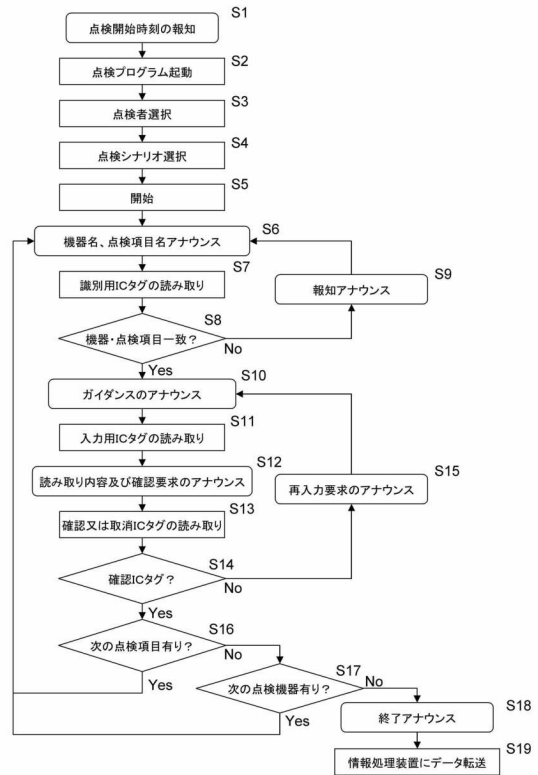 S1
点検開始時刻の報知
S2
点検プログラム起動
S3
点検者選択
S4
点検シナリオ選択
S5
開始
S6
機器名、点検項目名アナウンス
S7
識別用ICタグの読み取り
S9
報知アナウンス
S8
機器・点検項目一致？
No
Yes
S10
ガイダンスのアナウンス
S11
入力用ICタグの読み取り
S12
読み取り内容及び確認要求のアナウンス
S15
再入力要求のアナウンス
S13
確認又は取消ICタグの読み取り
S14
確認ICタグ？
No
Yes
S16
次の点検項目有り？
No
Yes
S17
次の点検機器有り？
No
Yes
S18
終了アナウンス
S19
情報処理装置にデータ転送